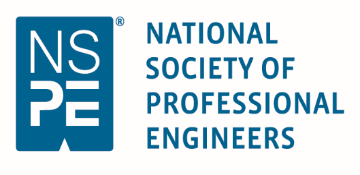 NS
PE®
NATIONAL
SOCIETY OF
PROFESSIONAL
ENGINEERS